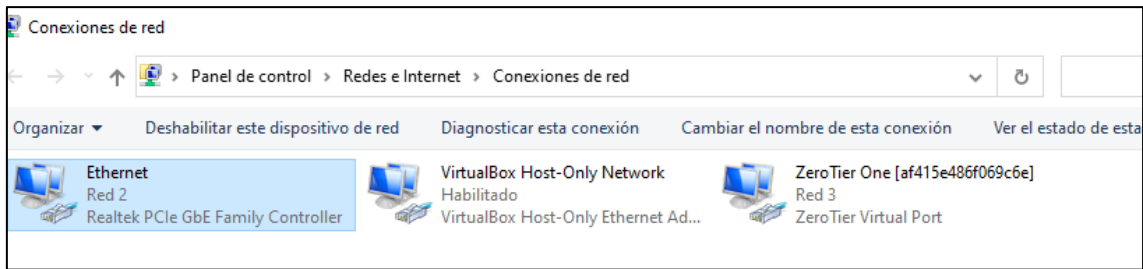 Conexiones de red
Panel de control > Redes e Internet > Conexiones de red
Organizar Deshabilitar este dispositivo de red Diagnosticar esta conexión Cambiar el nombre de esta conexión Ver el estado de esta
Ethernet
Red 2
Realtek PCIe GbE Family Controller
VirtualBox Host-Only Network
Habilitado
VirtualBox Host-Only Ethernet Ad...
ZeroTier One [af415e486f069c6e]
Red 3
ZeroTier Virtual Port